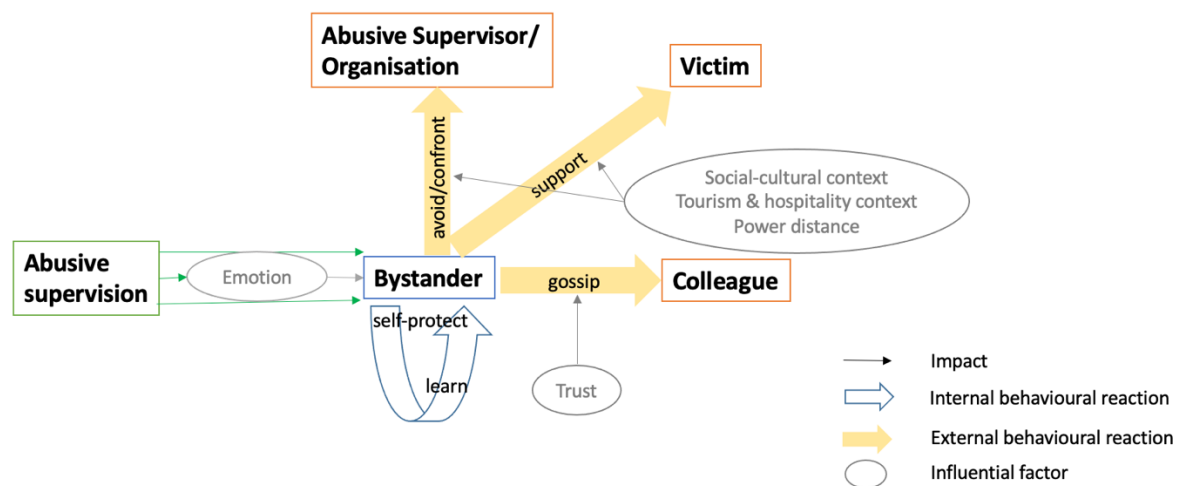 Abusive Supervisor/
Organisation
Victim
avoid/confront
support
Social-cultural context
Tourism & hospitality context
Power distance
Abusive
supervision
Emotion
Bystander
gossip
Colleague
self-protect
learn
Trust
Impact
Internal behavioural reaction
External behavioural reaction
Influential factor